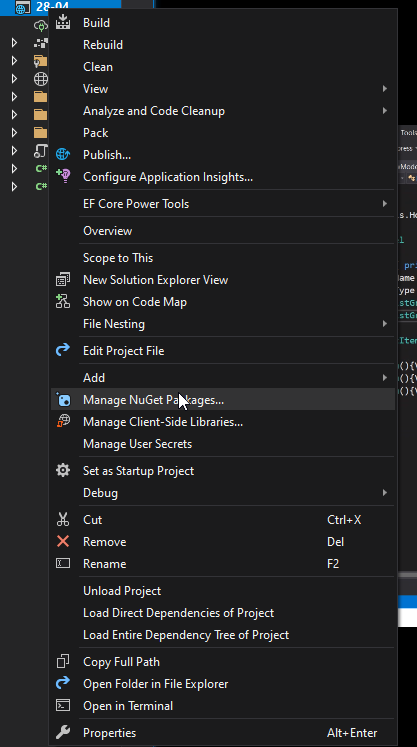 28-04
Build
Rebuild
Clean
View
Analyze and Code Cleanup
Pack
Publish...
Configure Application Insights...
EF Core Power Tools
Overview
Scope to This
New Solution Explorer View
Show on Code Map
File Nesting
Edit Project File
Add
Manage NuGet Packages...
Manage Client-Side Libraries...
Manage User Secrets
Set as Startup Project
Debug
Cut Ctrl+X
Remove Del
Rename F2
Unload Project
Load Direct Dependencies of Project
Load Entire Dependency Tree of Project
Copy Full Path
Open Folder in File Explorer
Open in Terminal
Properties Alt+Enter
C#
C#
Tools